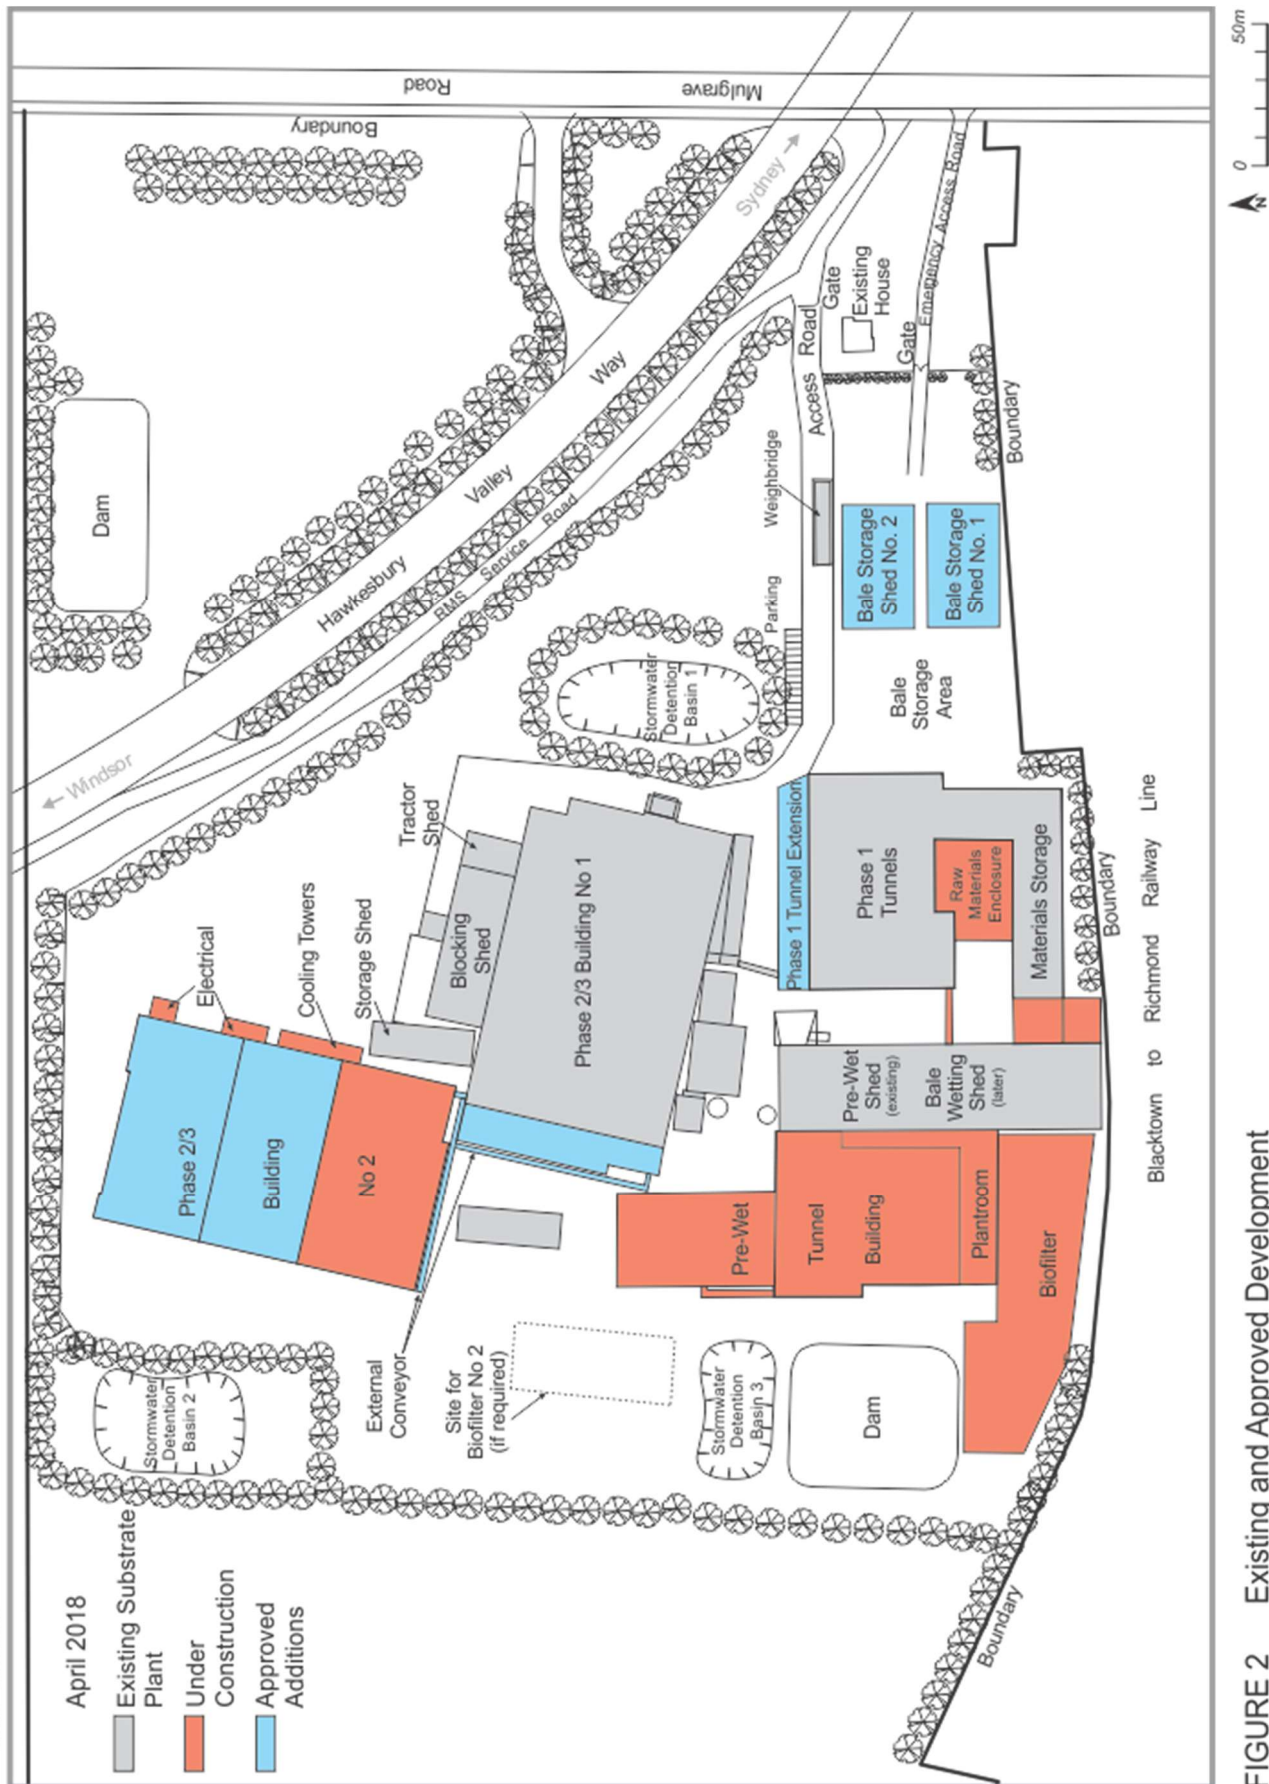 April 2018
Existing Substrate
Plant
Under
Construction
Approved
Additions
Stormwater
Detention
Basin 2
Phase 2/3
Building
No 2
Electrical
Cooling Towers
Storage Shed
Tractor
Shed
Blocking
Shed
Phase 2/3 Building No 1
External
Conveyor
Site for
Biofilter No 2
(if required)
Stormwater
Detention
Basin 3
Dam
Pre-Wet
Tunnel
Building
Plantroom
Biofilter
Pre-Wet
Shed
(existing)
Bale
Wetting
Shed
(later)
Phase 1 Tunnel Extension
Phase 1
Tunnels
Raw
Materials
Enclosure
Materials Storage
Stormwater
Detention
Basin 1
Parking
Weighbridge
Bale
Storage
Area
Bale Storage
Shed No. 2
Bale Storage
Shed No. 1
Access Road
Gate
Existing
House
Gate
Emergency Access Road
← Windsor
Hawkesbury Valley Way
Sydney →
RMS Service Road
Dam
Boundary
Mulgrave Road
Boundary
Boundary
Boundary
Blacktown to Richmond Railway Line
N
0 50m
FIGURE 2 Existing and Approved Development